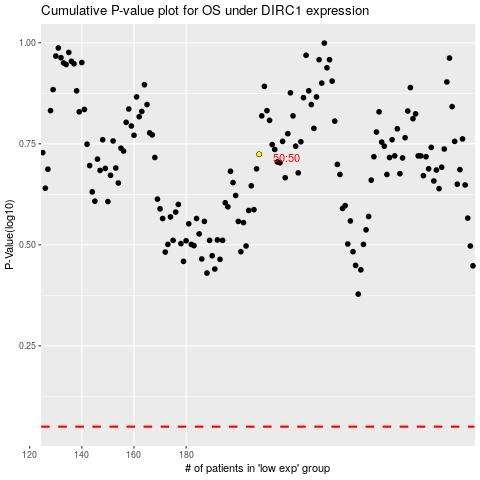 Cumulative P-value plot for OS under DIRC1 expression
P-Value(log10)
1.00
0.75
0.50
0.25
50:50
120 140 160 180
# of patients in 'low exp' group